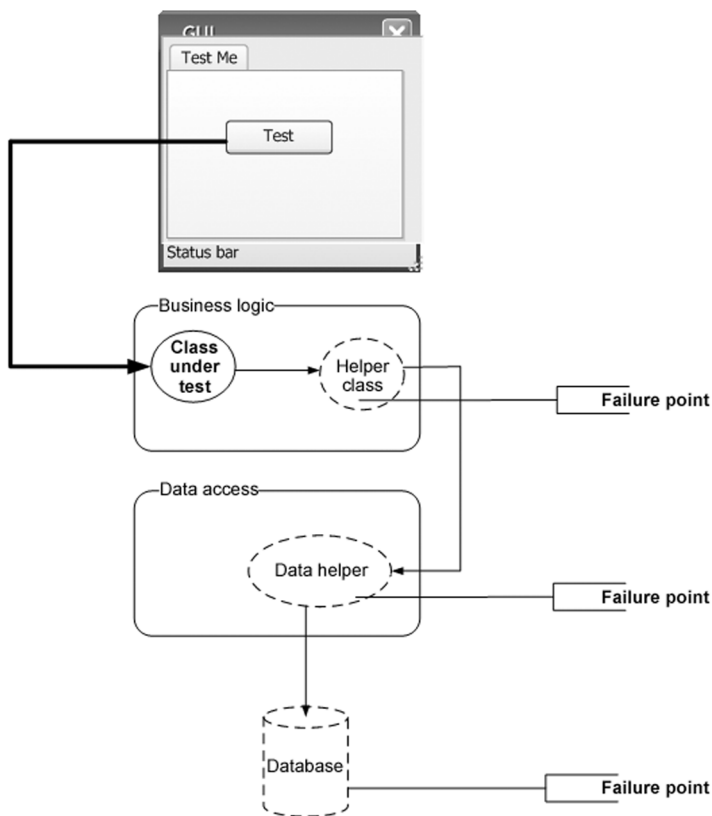 GUI
Test Me
Test
Status bar
Business logic
Class
under
test
Helper
class
Failure point
Data access
Data helper
Failure point
Database
Failure point